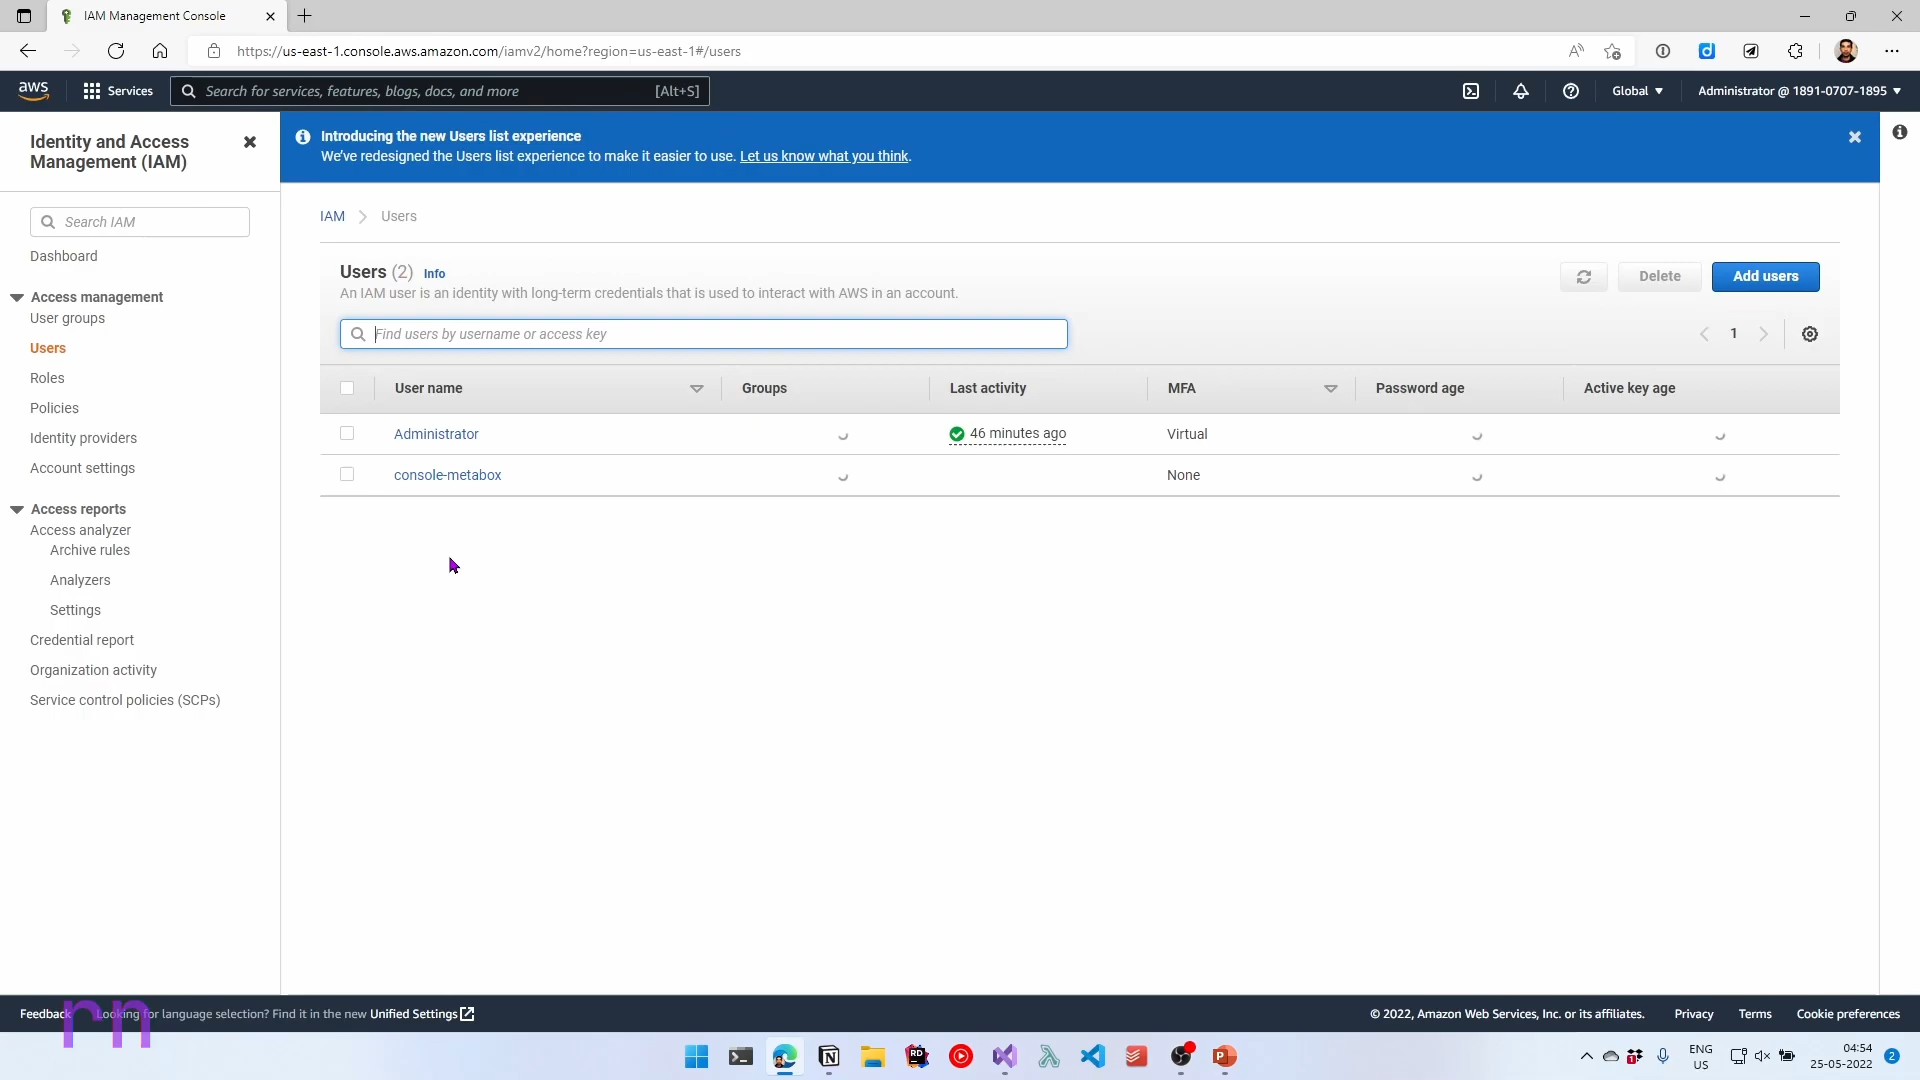 IAM Management Console
https://us-east-1.console.aws.amazon.com/iamv2/home?region=us-east-1#/users
aws
Services
Search for services, features, blogs, docs, and more
[Alt+S]
Global
Administrator @ 1891-0707-1895
Identity and Access
Management (IAM)
Search IAM
Dashboard
Access management
User groups
Users
Roles
Policies
Identity providers
Account settings
Access reports
Access analyzer
Archive rules
Analyzers
Settings
Credential report
Organization activity
Service control policies (SCPs)
Introducing the new Users list experience
We've redesigned the Users list experience to make it easier to use. Let us know what you think.
IAM
Users
Users (2) Info
An IAM user is an identity with long-term credentials that is used to interact with AWS in an account.
Delete
Add users
Find users by username or access key
1
User name
Groups
Last activity
MFA
Password age
Active key age
Administrator
46 minutes ago
Virtual
console-metabox
None
Feedback
Looking for language selection? Find it in the new Unified Settings
© 2022, Amazon Web Services, Inc. or its affiliates.
Privacy
Terms
Cookie preferences
rn
RD
ENG
US
04:54
25-05-2022
2